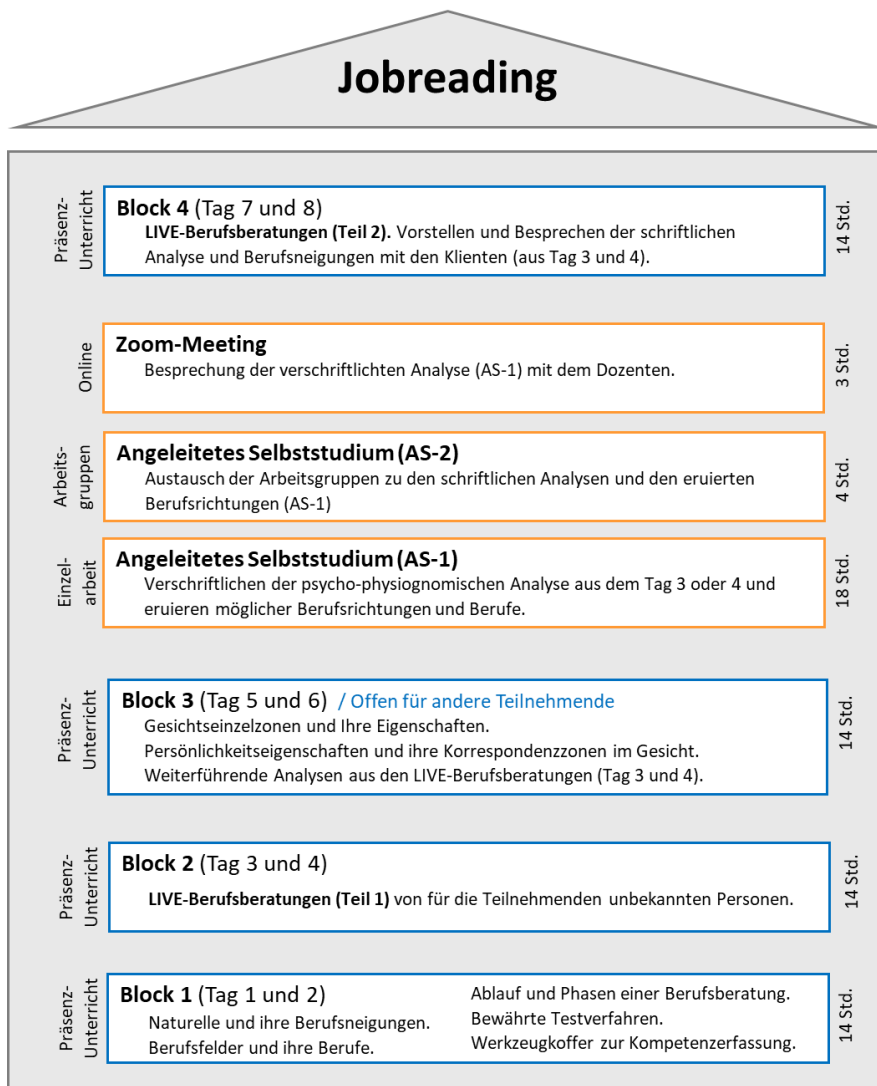 Jobreading
Präsenz-
Unterricht
Block 4 (Tag 7 und 8)
LIVE-Berufsberatungen (Teil 2). Vorstellen und Besprechen der schriftlichen
Analyse und Berufsneigungen mit den Klienten (aus Tag 3 und 4).
14 Std.
Online
Zoom-Meeting
Besprechung der verschriftlichten Analyse (AS-1) mit dem Dozenten.
3 Std.
Arbeits-
gruppen
Angeleitetes Selbststudium (AS-2)
Austausch der Arbeitsgruppen zu den schriftlichen Analysen und den eruierten
Berufsrichtungen (AS-1)
4 Std.
Einzel-
arbeit
Angeleitetes Selbststudium (AS-1)
Verschriftlichen der psycho-physiognomischen Analyse aus dem Tag 3 oder 4 und
eruieren möglicher Berufsrichtungen und Berufe.
18 Std.
Präsenz-
Unterricht
Block 3 (Tag 5 und 6) / Offen für andere Teilnehmende
Gesichtseinzelzonen und Ihre Eigenschaften.
Persönlichkeitseigenschaften und ihre Korrespondenzzonen im Gesicht.
Weiterführende Analysen aus den LIVE-Berufsberatungen (Tag 3 und 4).
14 Std.
Präsenz-
Unterricht
Block 2 (Tag 3 und 4)
LIVE-Berufsberatungen (Teil 1) von für die Teilnehmenden unbekannten Personen.
14 Std.
Präsenz-
Unterricht
Block 1 (Tag 1 und 2)
Naturelle und ihre Berufsneigungen.
Berufsfelder und ihre Berufe.
Ablauf und Phasen einer Berufsberatung.
Bewährte Testverfahren.
Werkzeugkoffer zur Kompetenzerfassung.
14 Std.